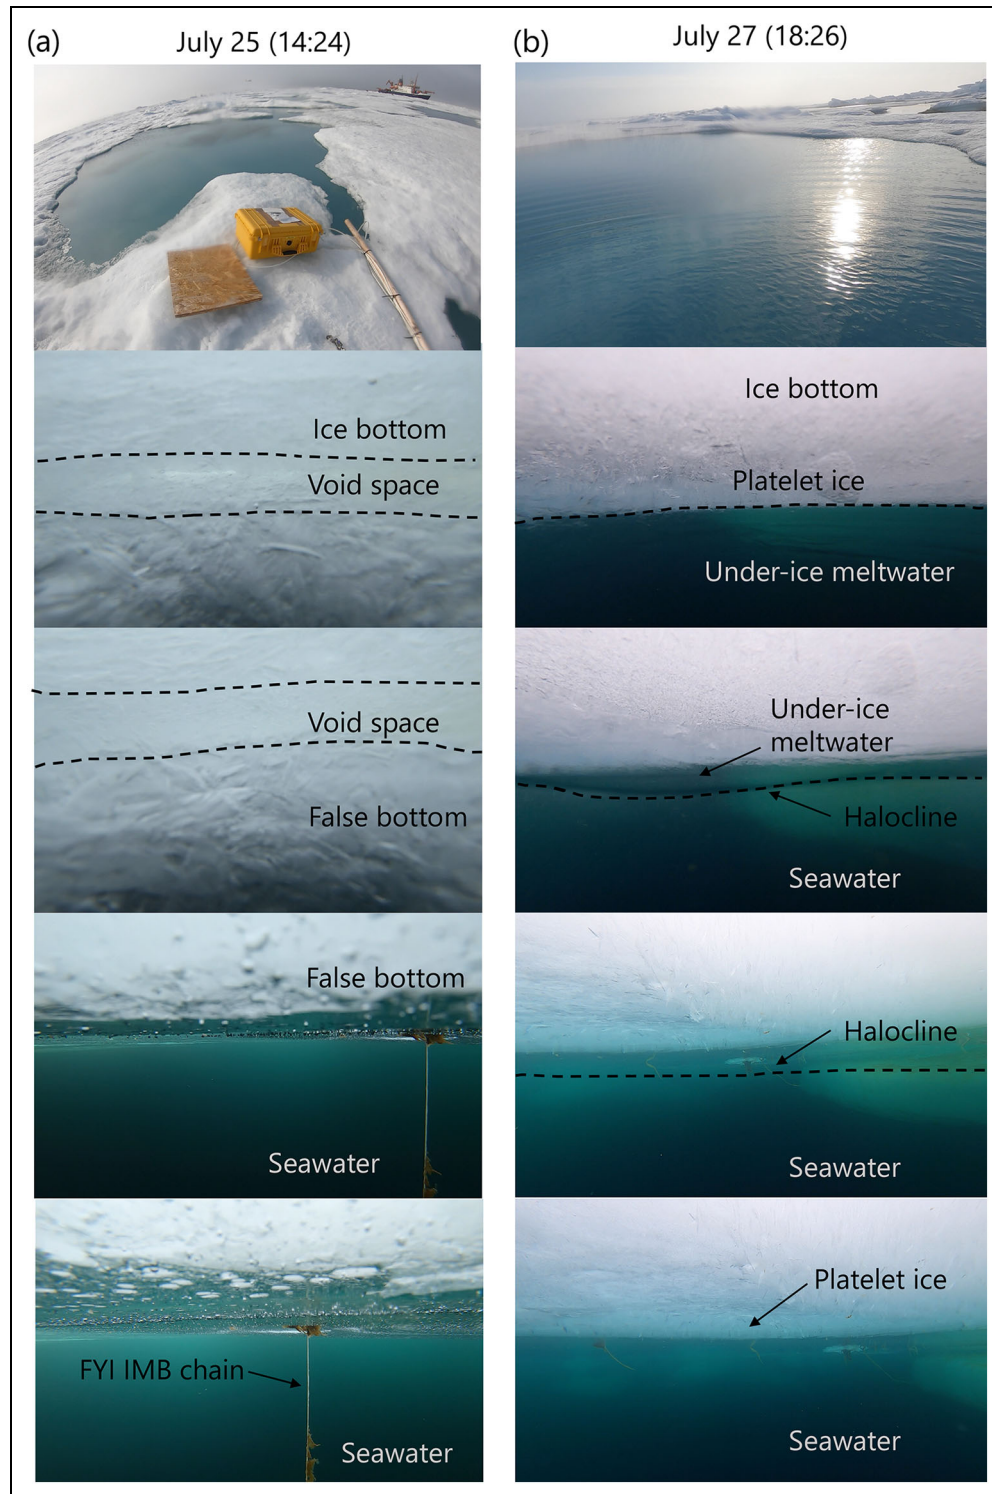 (a)
July 25 (14:24)
Ice bottom
Void space
Void space
False bottom
False bottom
Seawater
FYI IMB chain
Seawater
(b)
July 27 (18:26)
Ice bottom
Platelet ice
Under-ice meltwater
Under-ice
meltwater
Halocline
Seawater
Halocline
Seawater
Platelet ice
Seawater